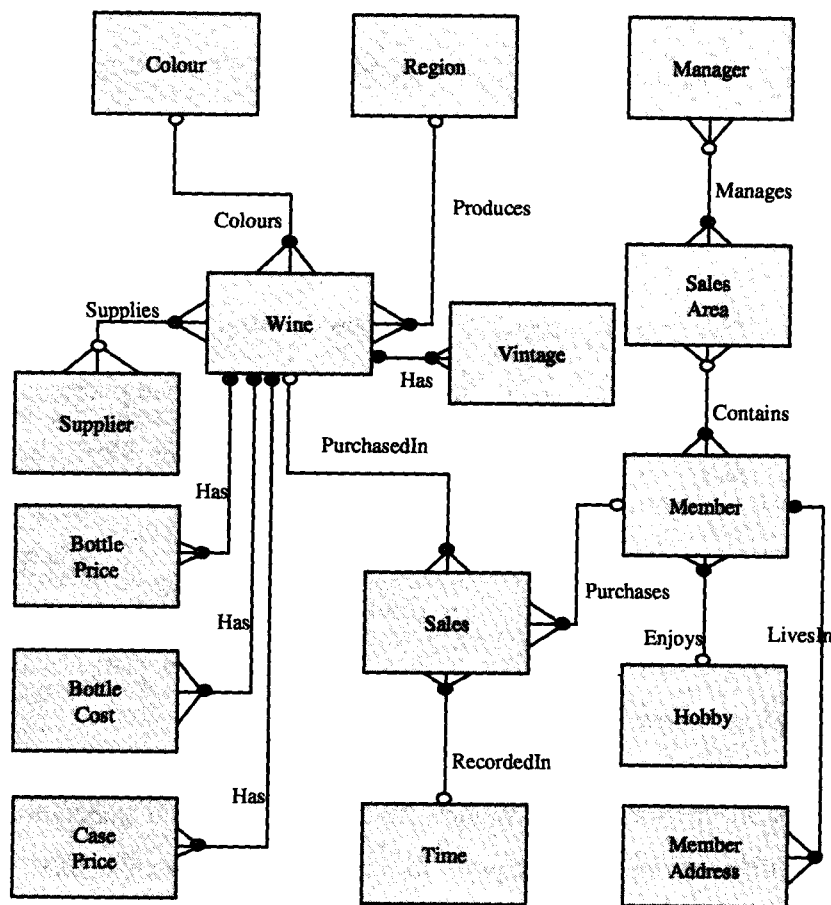 Colour
Region
Manager
Manages
Produces
Colours
Sales
Area
Supplies
Wine
Vintage
Has
Supplier
Contains
PurchasedIn
Has
Member
Bottle
Price
Purchases
Sales
Has
Enjoys
LivesIn
Bottle
Cost
Hobby
RecordedIn
Has
Case
Price
Time
Member
Address